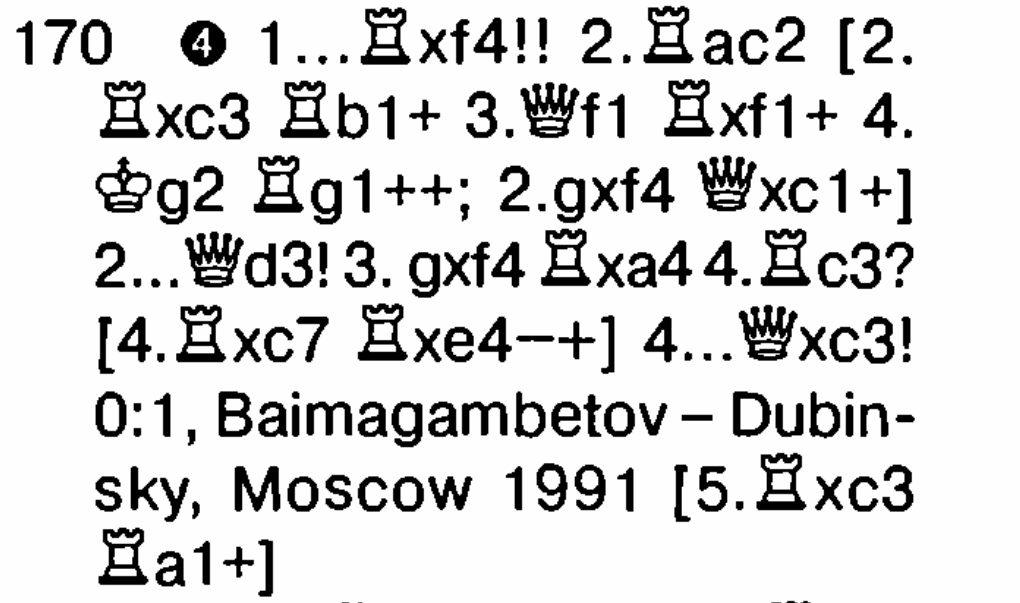 170 ❹ 1...♖xf4!! 2.♖ac2 [2.
♖xc3 ♖b1+ 3.♕f1 ♖xf1+ 4.
♔g2 ♖g1++; 2.gxf4 ♕xc1+]
2...♕d3! 3. gxf4 ♖xa4 4.♖c3?
[4.♖xc7 ♖xe4−+] 4...♕xc3!
0:1, Baimagambetov – Dubin-
sky, Moscow 1991 [5.♖xc3
♖a1+]